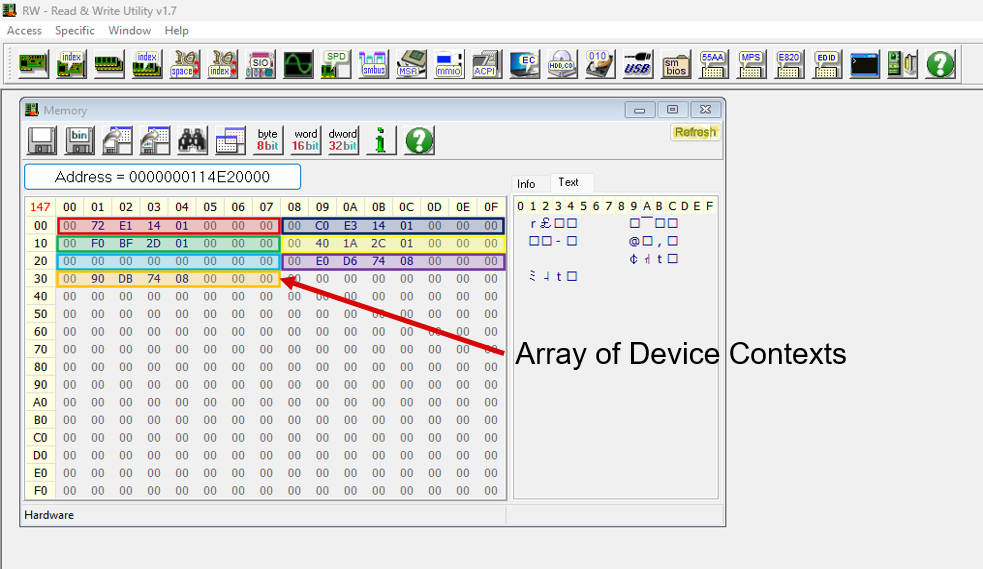 RW - Read & Write Utility v1.7
Access Specific Window Help
index index space index SIO SPD smbus MSR mmio ACPI EC HDD,CD 010 USB sm bios 55AA MPS E820 EDID
Memory
bin byte 8bit word 16bit dword 32bit Refresh
Address = 0000000114E20000
Info Text
147 00 01 02 03 04 05 06 07 08 09 0A 0B 0C 0D 0E 0F
0 1 2 3 4 5 6 7 8 9 A B C D E F
00 00 72 E1 14 01 00 00 00 00 C0 E3 14 01 00 00 00
10 00 F0 BF 2D 01 00 00 00 00 40 1A 2C 01 00 00 00
20 00 00 00 00 00 00 00 00 00 E0 D6 74 08 00 00 00
30 00 90 DB 74 08 00 00 00 00 00 00 00 00 00 00 00
40 00 00 00 00 00 00 00 00 00 00 00 00 00 00 00 00
50 00 00 00 00 00 00 00 00 00 00 00 00 00 00 00 00
60 00 00 00 00 00 00 00 00 00 00 00 00 00 00 00 00
70 00 00 00 00 00 00 00 00 00 00 00 00 00 00 00 00
80 00 00 00 00 00 00 00 00 00 00 00 00 00 00 00 00
90 00 00 00 00 00 00 00 00 00 00 00 00 00 00 00 00
A0 00 00 00 00 00 00 00 00 00 00 00 00 00 00 00 00
B0 00 00 00 00 00 00 00 00 00 00 00 00 00 00 00 00
C0 00 00 00 00 00 00 00 00 00 00 00 00 00 00 00 00
D0 00 00 00 00 00 00 00 00 00 00 00 00 00 00 00 00
E0 00 00 00 00 00 00 00 00 00 00 00 00 00 00 00 00
F0 00 00 00 00 00 00 00 00 00 00 00 00 00 00 00 00
Array of Device Contexts
Hardware